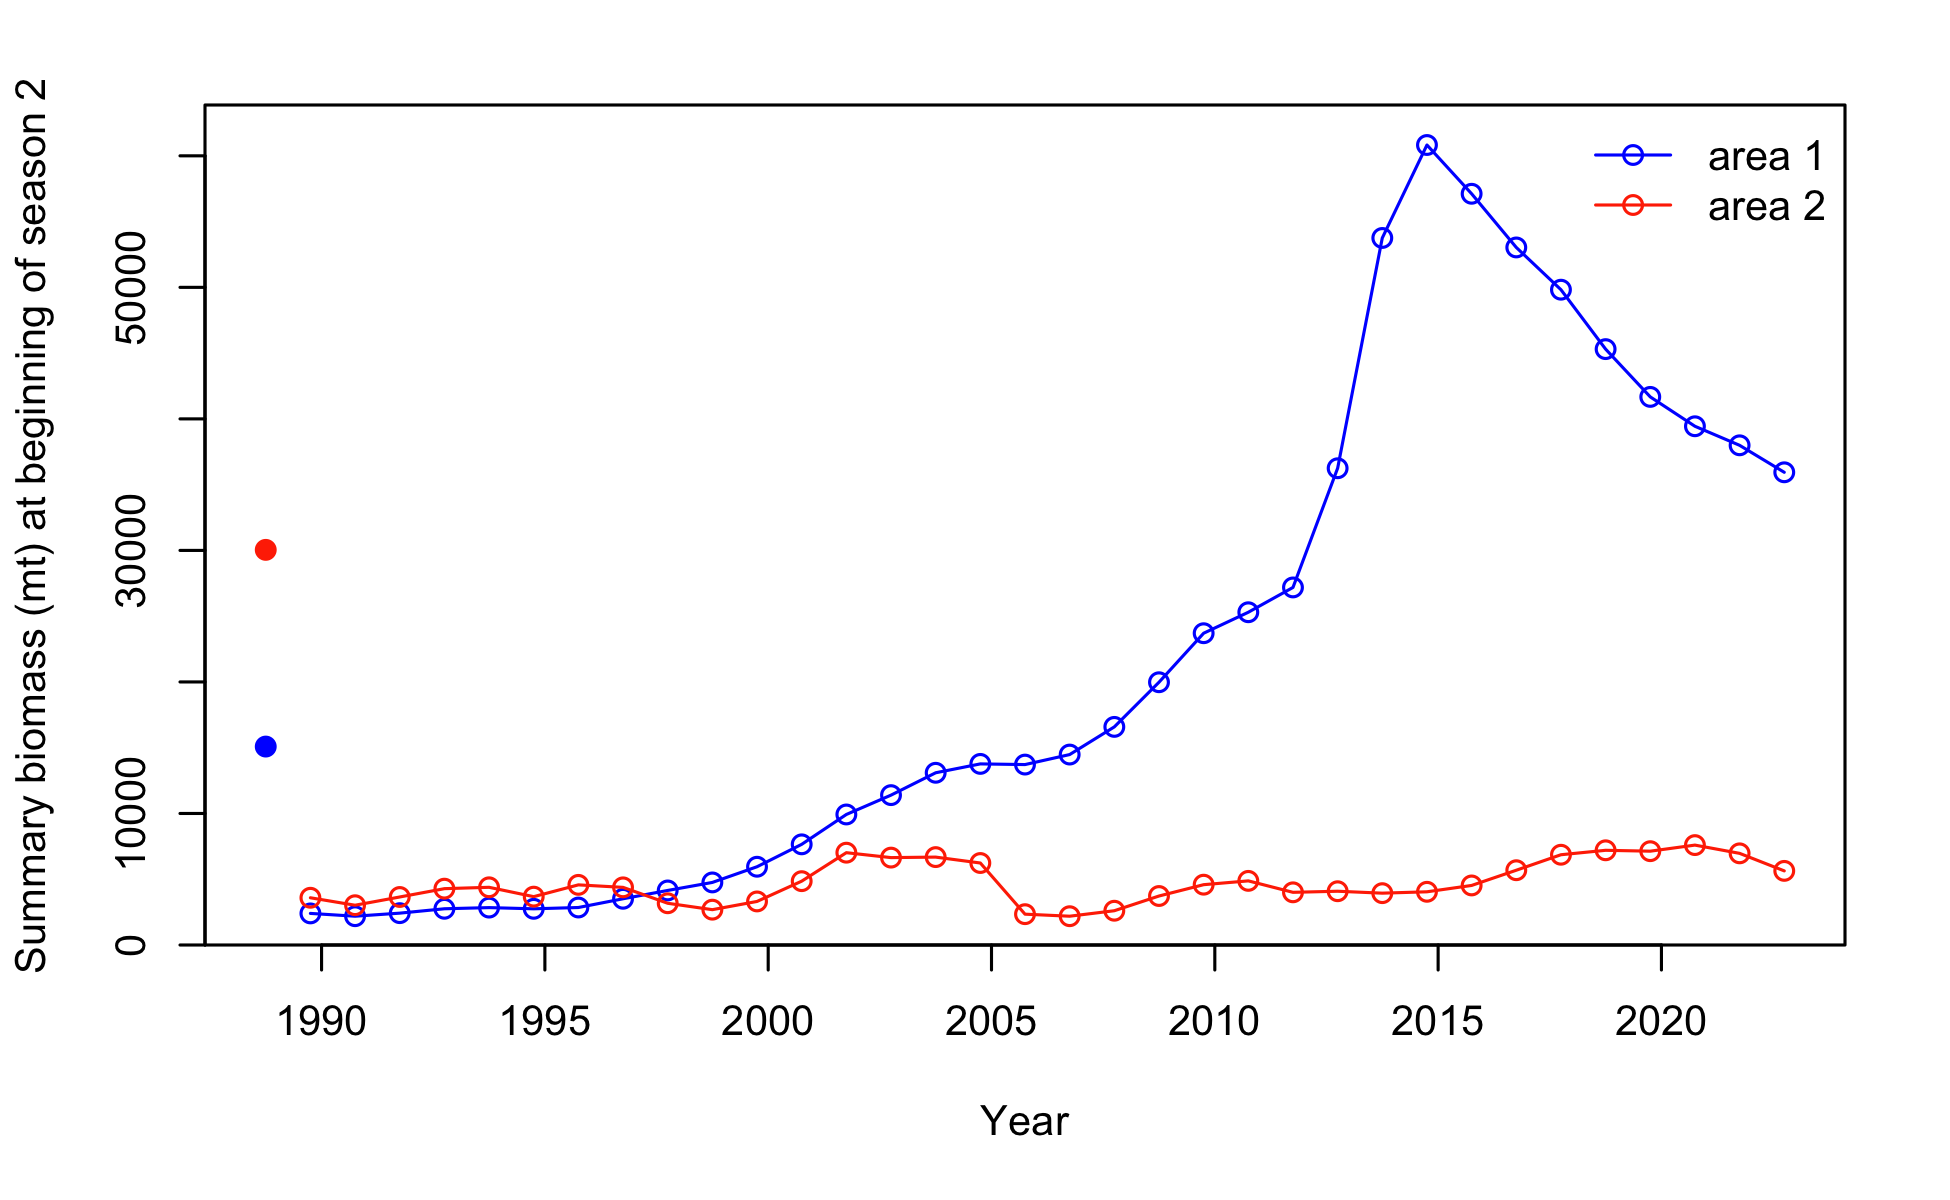 Summary biomass (mt) at beginning of season 2
50000
30000
10000
0
area 1
area 2
1990 1995 2000 2005 2010 2015 2020
Year